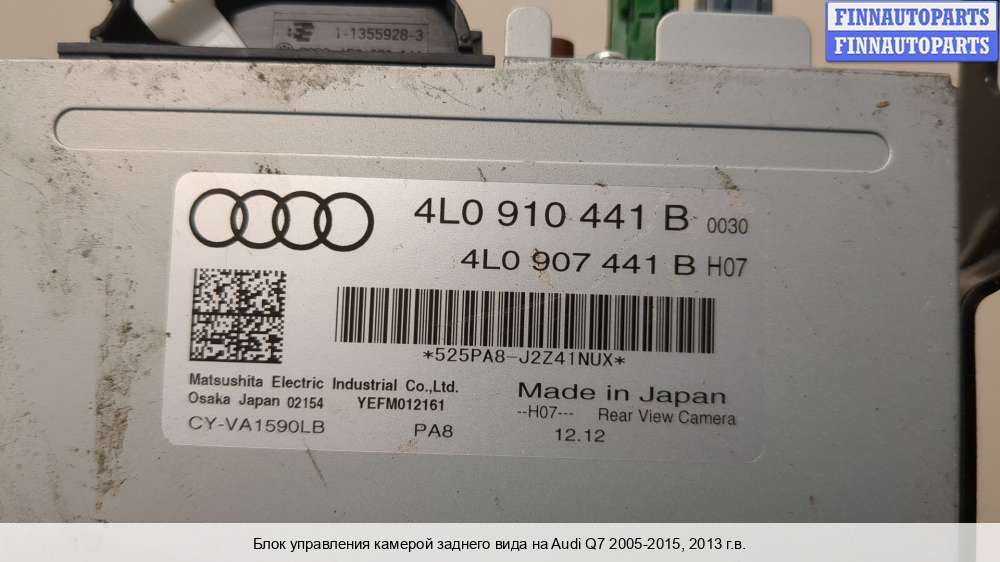 FINNAUTOPARTS
FINNAUTOPARTS
1-1355928-3
4L0 910 441 B 0030
4L0 907 441 B H07
*525PA8-J2Z41NUX*
Matsushita Electric Industrial Co.,Ltd.
Osaka Japan 02154 YEFM012161
CY-VA1590LB PA8
Made in Japan
--H07--- Rear View Camera
12.12
Блок управления камерой заднего вида на Audi Q7 2005-2015, 2013 г.в.